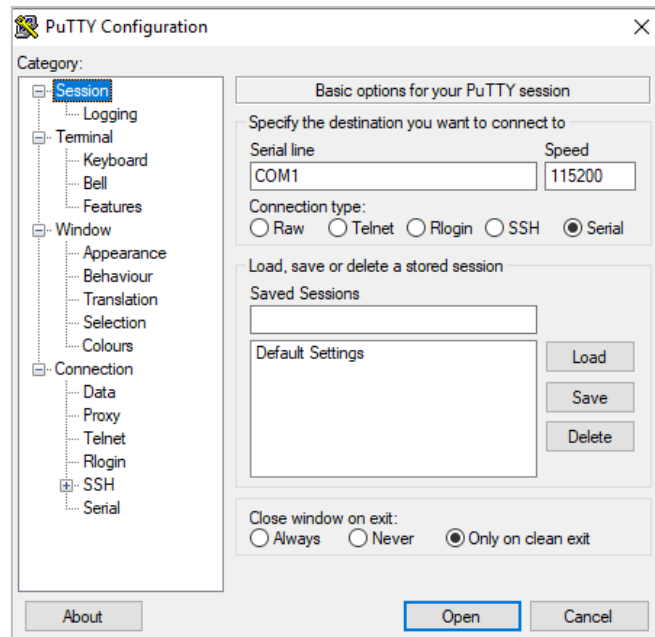 PuTTY Configuration
Category:
Session
Logging
Terminal
Keyboard
Bell
Features
Window
Appearance
Behaviour
Translation
Selection
Colours
Connection
Data
Proxy
Telnet
Rlogin
SSH
Serial
Basic options for your PuTTY session
Specify the destination you want to connect to
Serial line Speed
COM1 115200
Connection type:
Raw Telnet Rlogin SSH Serial
Load, save or delete a stored session
Saved Sessions
Default Settings
Load
Save
Delete
Close window on exit:
Always Never Only on clean exit
About Open Cancel